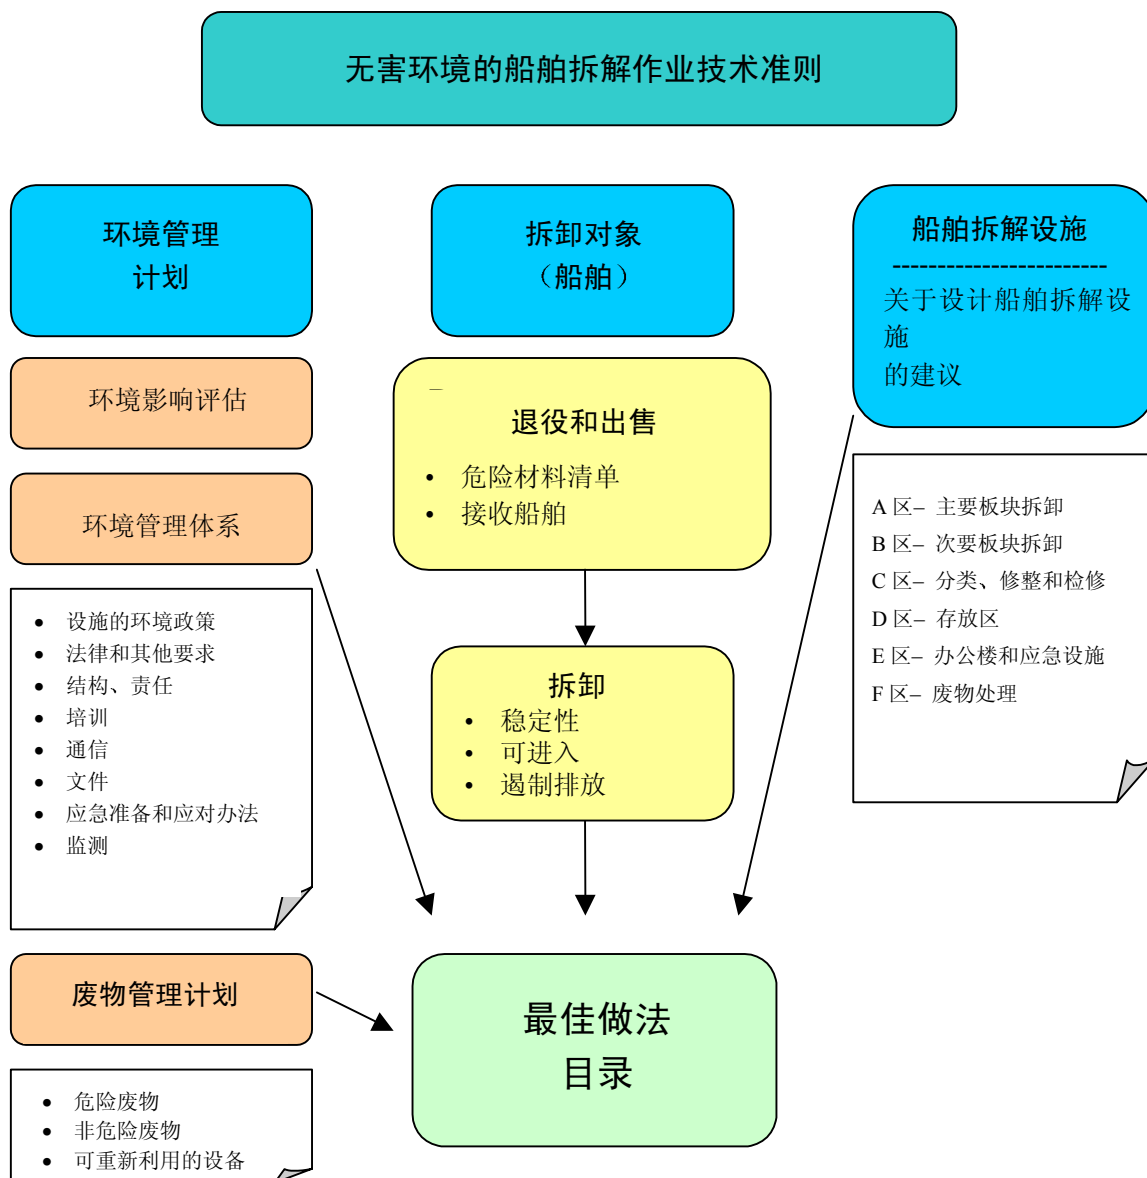 无害环境的船舶拆解作业技术准则
环境管理
计划
环境影响评估
环境管理体系
• 设施的环境政策
• 法律和其他要求
• 结构、责任
• 培训
• 通信
• 文件
• 应急准备和应对办法
• 监测
废物管理计划
• 危险废物
• 非危险废物
• 可重新利用的设备
拆卸对象
（船舶）
退役和出售
• 危险材料清单
• 接收船舶
拆卸
• 稳定性
• 可进入
• 遏制排放
最佳做法
目录
船舶拆解设施
------------------------
关于设计船舶拆解设
施
的建议
A 区– 主要板块拆卸
B 区– 次要板块拆卸
C 区– 分类、修整和检修
D 区– 存放区
E 区– 办公楼和应急设施
F 区– 废物处理